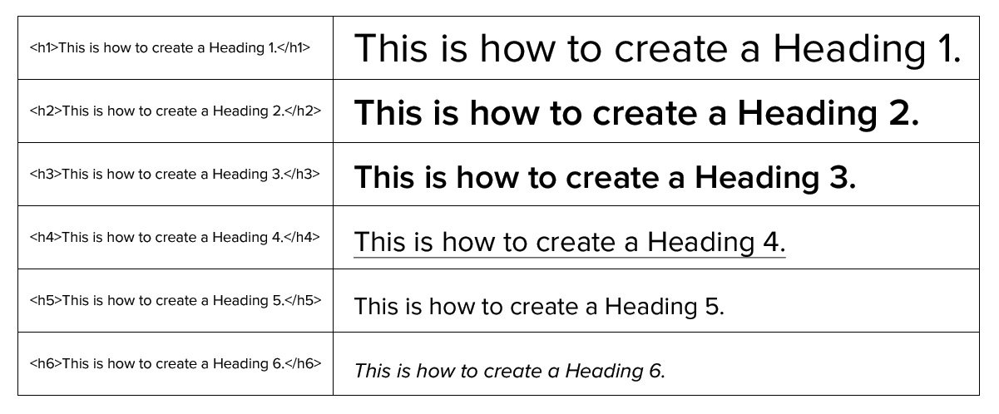 <h1>This is how to create a Heading 1.</h1>
This is how to create a Heading 1.
<h2>This is how to create a Heading 2.</h2>
This is how to create a Heading 2.
<h3>This is how to create a Heading 3.</h3>
This is how to create a Heading 3.
<h4>This is how to create a Heading 4.</h4>
This is how to create a Heading 4.
<h5>This is how to create a Heading 5.</h5>
This is how to create a Heading 5.
<h6>This is how to create a Heading 6.</h6>
This is how to create a Heading 6.